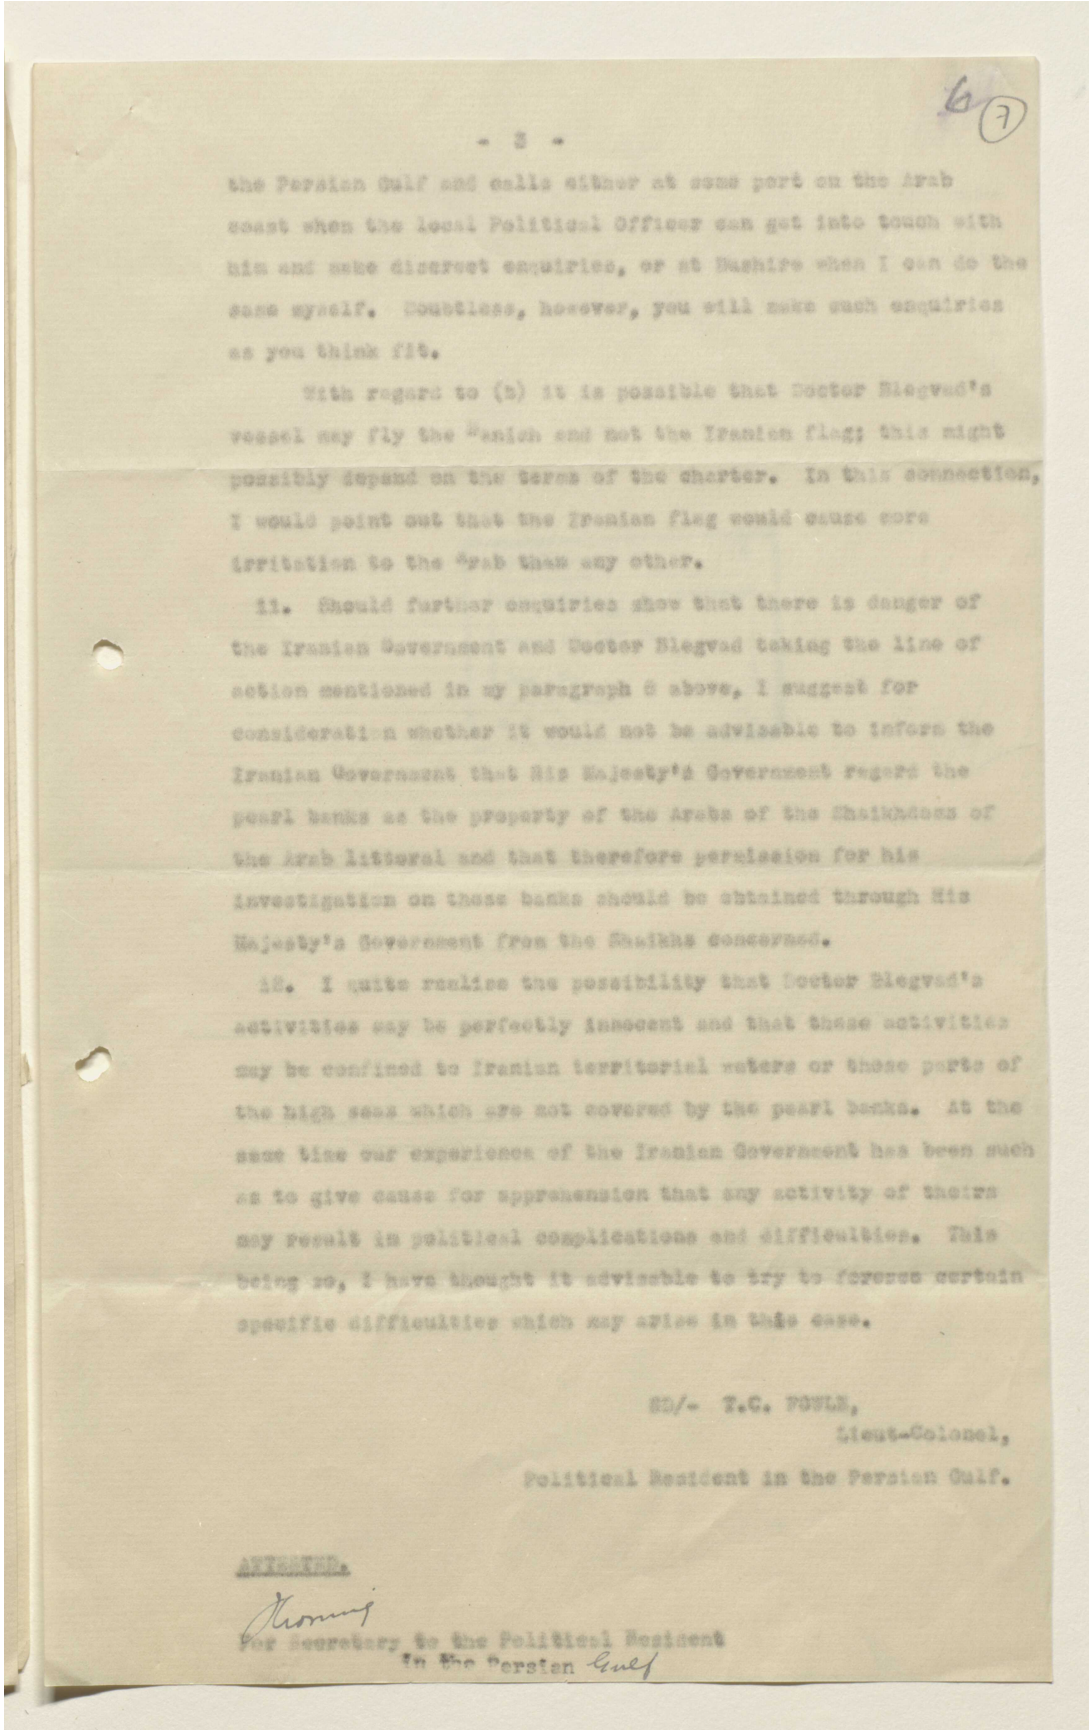 6
7
- 3 -
the Persian Gulf and calls either at some port on the Arab
coast when the local Political Officer can get into touch with
him and make discreet enquiries, or at Bushire when I can do the
same myself. Doubtless, however, you will make such enquiries
as you think fit.
With regard to (b) it is possible that Doctor Blegvad's
vessel may fly the Danish and not the Iranian flag; this might
possibly depend on the terms of the charter. In this connection,
I would point out that the Iranian flag would cause more
irritation to the Arab than any other.
11. Should further enquiries show that there is danger of
the Iranian Government and Doctor Blegvad taking the line of
action mentioned in my paragraph above, I suggest for
consideration whether it would not be advisable to inform the
Iranian Government that His Majesty's Government regard the
pearl banks as the property of the Arabs of the Shaikhdoms of
the Arab littoral and that therefore permission for his
investigation on those banks should be obtained through His
Majesty's Government from the Shaikhs concerned.
12. I quite realise the possibility that Doctor Blegvad's
activities may be perfectly innocent and that these activities
may be confined to Iranian territorial waters or those parts of
the high seas which are not covered by the pearl banks. At the
same time our experience of the Iranian Government has been such
as to give cause for apprehension that any activity of theirs
may result in political complications and difficulties. This
being so, I have thought it advisable to try to foresee certain
specific difficulties which may arise in this case.
SD/- T.C. FOWLE,
Lieut-Colonel,
Political Resident in the Persian Gulf.
ATTESTED.
For Secretary to the Political Resident
in the Persian Gulf